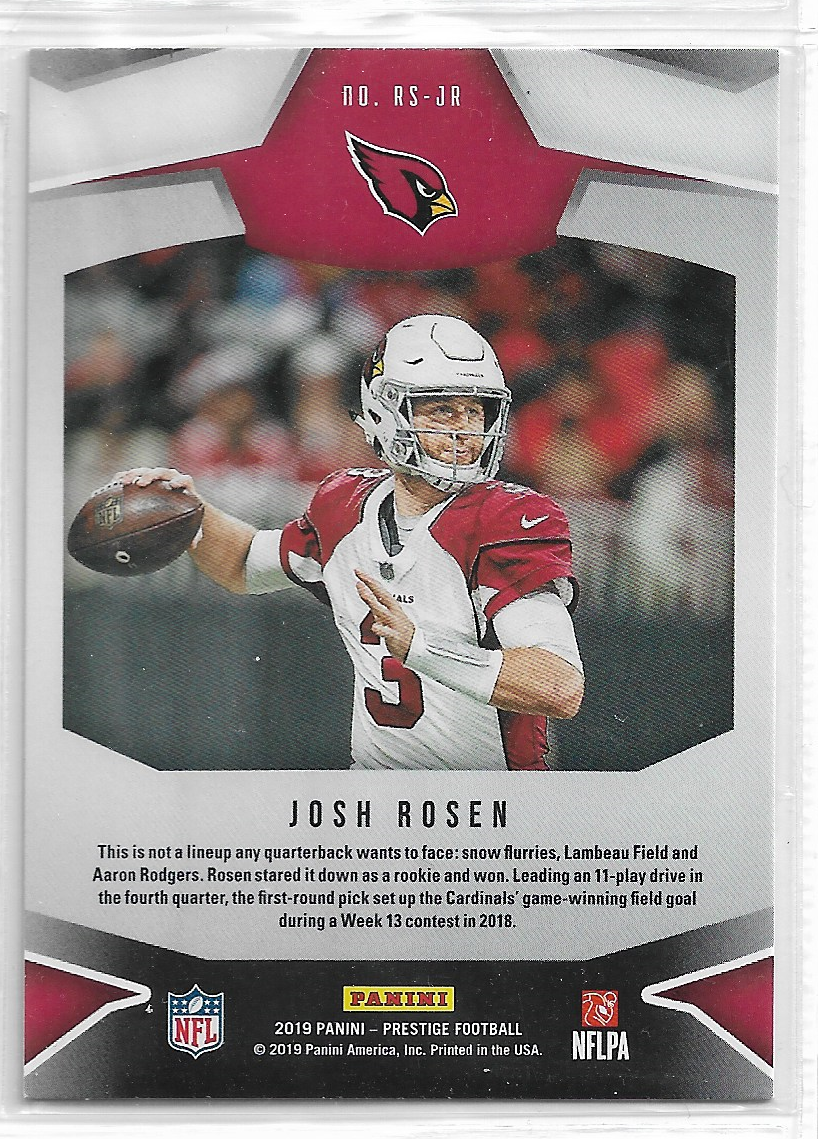 NO. RS-JR
CARDINALS
NFL
ALS
3
JOSH ROSEN
This is not a lineup any quarterback wants to face: snow flurries, Lambeau Field and
Aaron Rodgers. Rosen stared it down as a rookie and won. Leading an 11-play drive in
the fourth quarter, the first-round pick set up the Cardinals' game-winning field goal
during a Week 13 contest in 2018.
NFL
PANINI
2019 PANINI – PRESTIGE FOOTBALL
© 2019 Panini America, Inc. Printed in the USA.
NFLPA